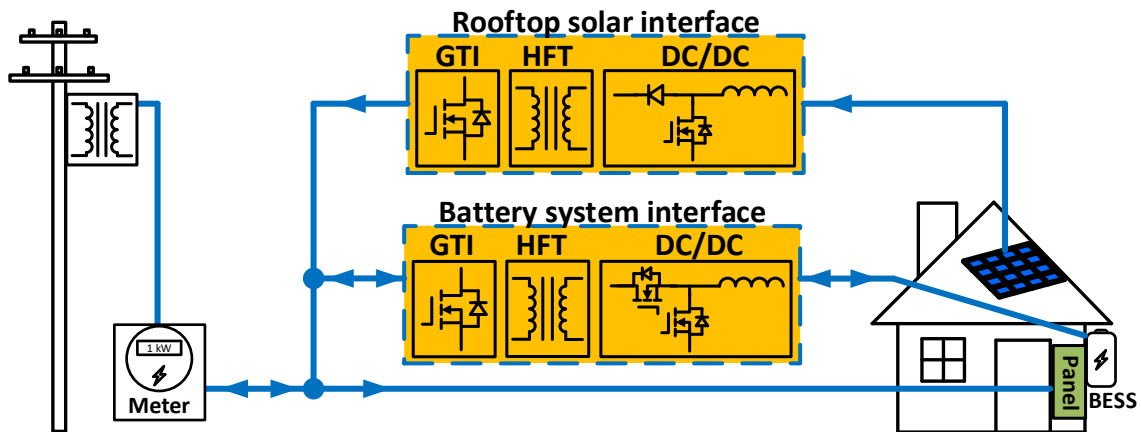 Rooftop solar interface
GTI HFT DC/DC
Battery system interface
GTI HFT DC/DC
1 kW
Meter
Panel
BESS